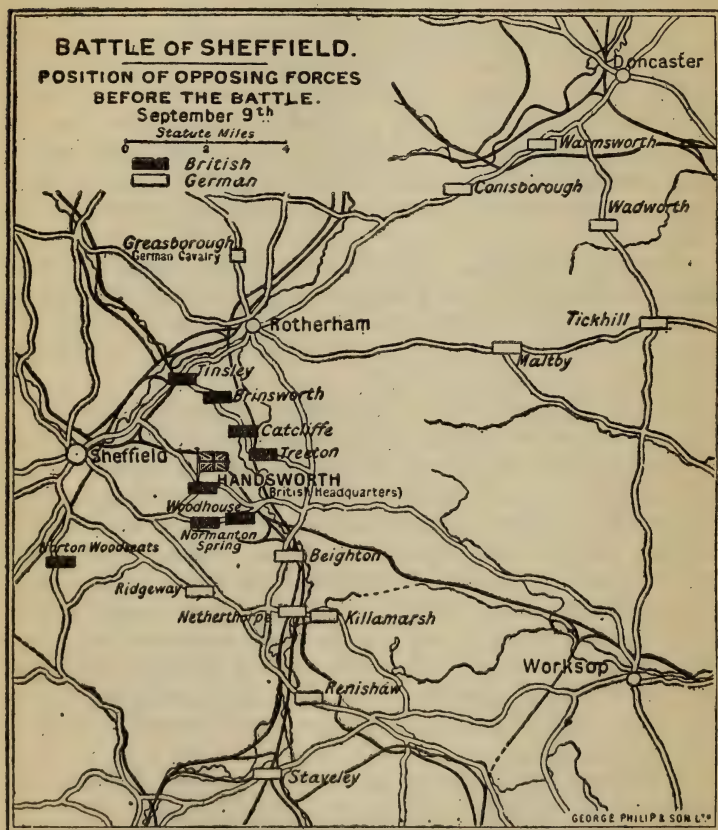 BATTLE OF SHEFFIELD.
POSITION OF OPPOSING FORCES
BEFORE THE BATTLE.
September 9th
Statute Miles
0 2 4
British
German
Doncaster
Warmsworth
Conisborough
Wadworth
Greasborough
German Cavalry
Rotherham
Tickhill
Maltby
Tinsley
Brinsworth
Catcliffe
Treeton
Sheffield
HANDSWORTH
(British Headquarters)
Woodhouse
Normanton
Spring
Norton Woodseats
Beighton
Ridgeway
Netherthorpe
Killamarsh
Worksop
Renishaw
Staveley
GEORGE PHILIP & SON LTD